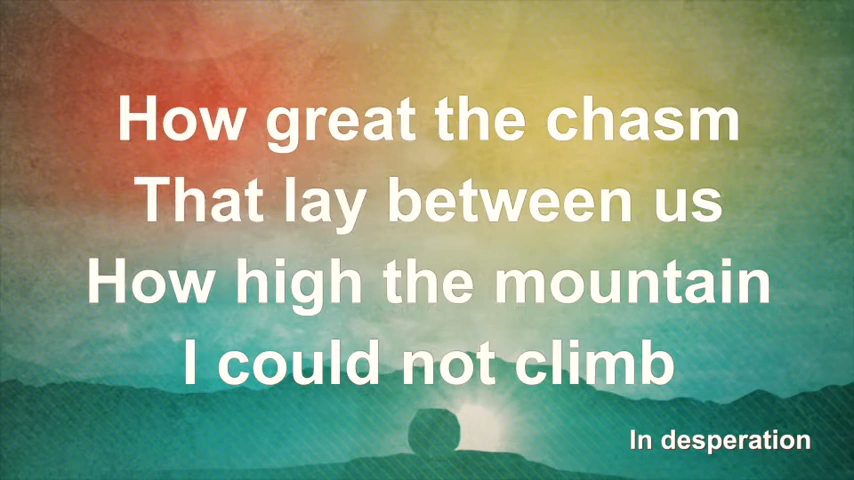 How great the chasm
That lay between us
How high the mountain
I could not climb
In desperation